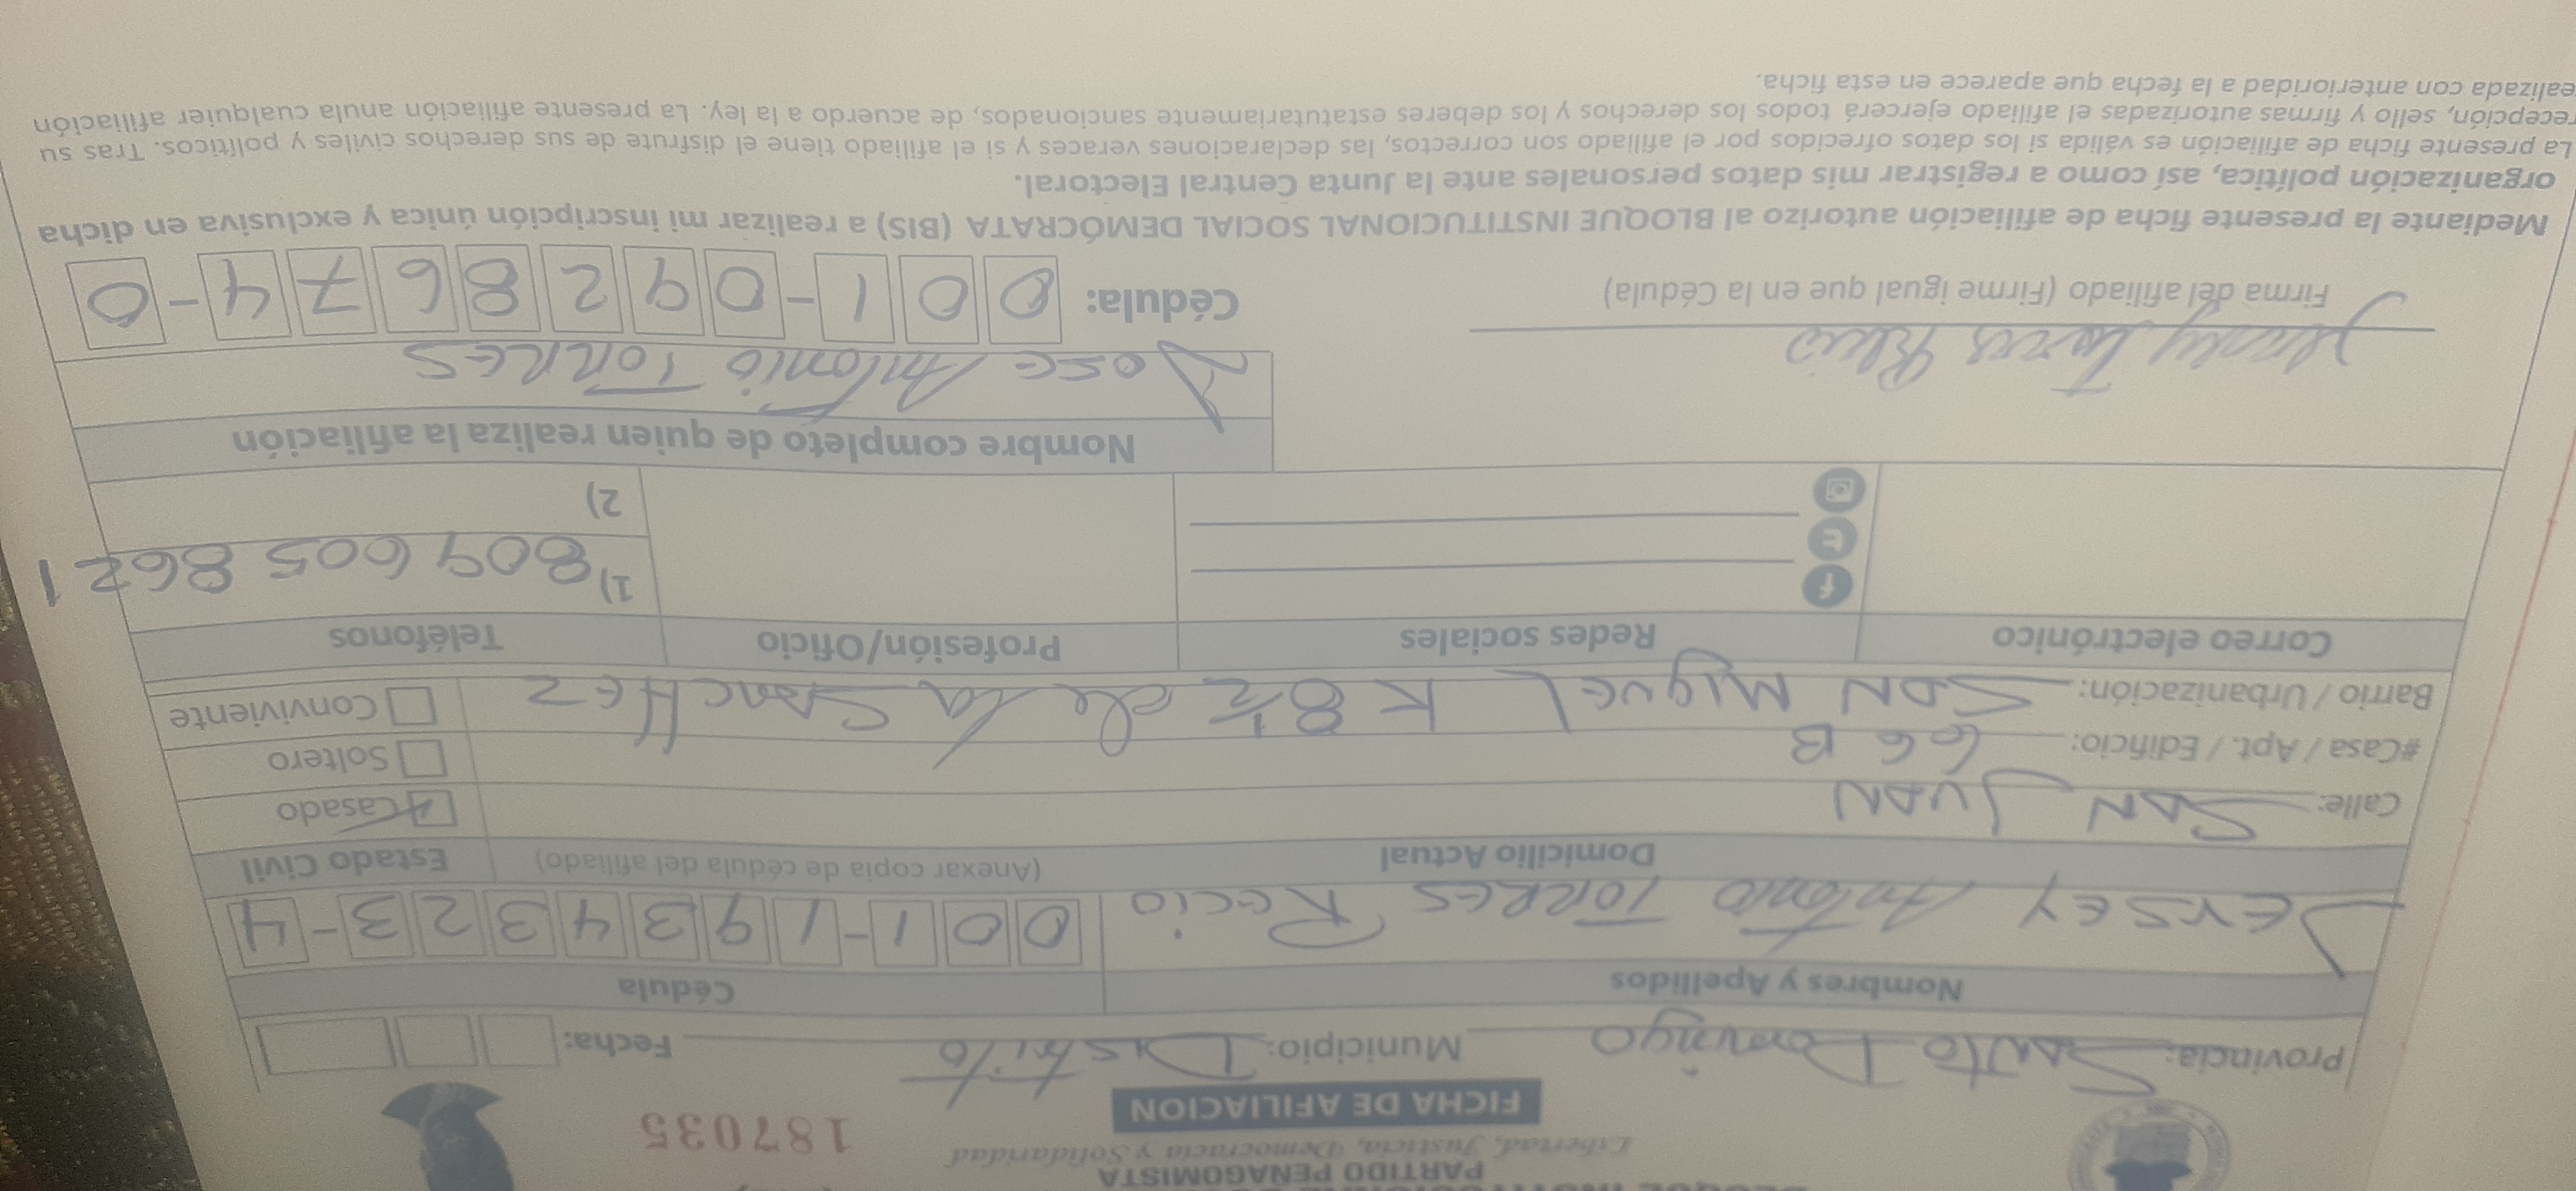 PARTIDO PENAGOMISTA
Libertad, Justicia, Democracia y Solidaridad
187035
FICHA DE AFILIACION
Provincia: Santo Domingo Municipio: Distrito Fecha:
Nombres y Apellidos Cédula
Jersey Antonio Torres Recio 001-1934323-4
Domicilio Actual (Anexar copia de cédula del afiliado) Estado Civil
Calle: San Juan Casado
#Casa / Apt. / Edificio: 66 B Soltero
Barrio / Urbanización: San Miguel K 8 1/2 de la Sanchez Conviviente
Correo electrónico Redes sociales Profesión/Oficio Teléfonos
1) 809 605 8621
2)
Nombre completo de quien realiza la afiliación
Jose Antonio Torres
Firma del afiliado (Firme igual que en la Cédula) Cédula: 001-0928674-0
Mediante la presente ficha de afiliación autorizo al BLOQUE INSTITUCIONAL SOCIAL DEMÓCRATA (BIS) a realizar mi inscripción única y exclusiva en dicha
organización política, así como a registrar mis datos personales ante la Junta Central Electoral.
La presente ficha de afiliación es válida si los datos ofrecidos por el afiliado son correctos, las declaraciones veraces y si el afiliado tiene el disfrute de sus derechos civiles y políticos. Tras su
recepción, sello y firmas autorizadas el afiliado ejercerá todos los derechos y los deberes estatutariamente sancionados, de acuerdo a la ley. La presente afiliación anula cualquier afiliación
realizada con anterioridad a la fecha que aparece en esta ficha.